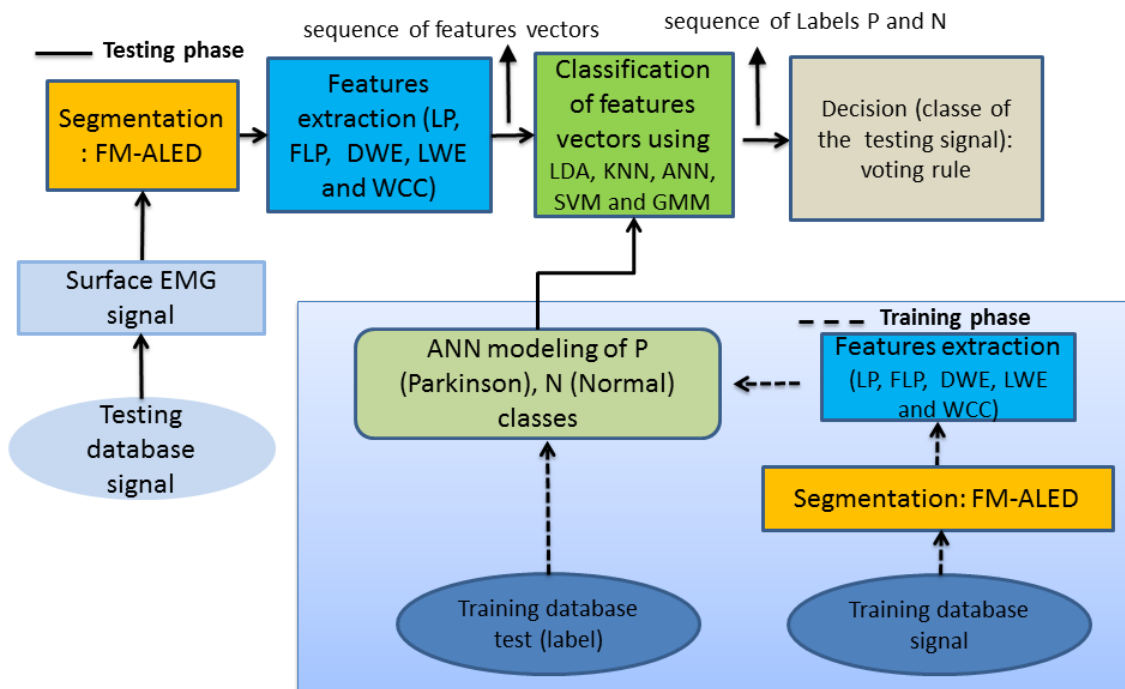 sequence of features vectors
sequence of Labels P and N
Testing phase
Segmentation
: FM-ALED
Features
extraction (LP,
FLP, DWE, LWE
and WCC)
Classification
of features
vectors using
LDA, KNN, ANN,
SVM and GMM
Decision (classe of
the testing signal):
voting rule
Surface EMG
signal
Testing
database
signal
Training phase
ANN modeling of P
(Parkinson), N (Normal)
classes
Features extraction
(LP, FLP, DWE, LWE
and WCC)
Segmentation: FM-ALED
Training database
test (label)
Training database
signal